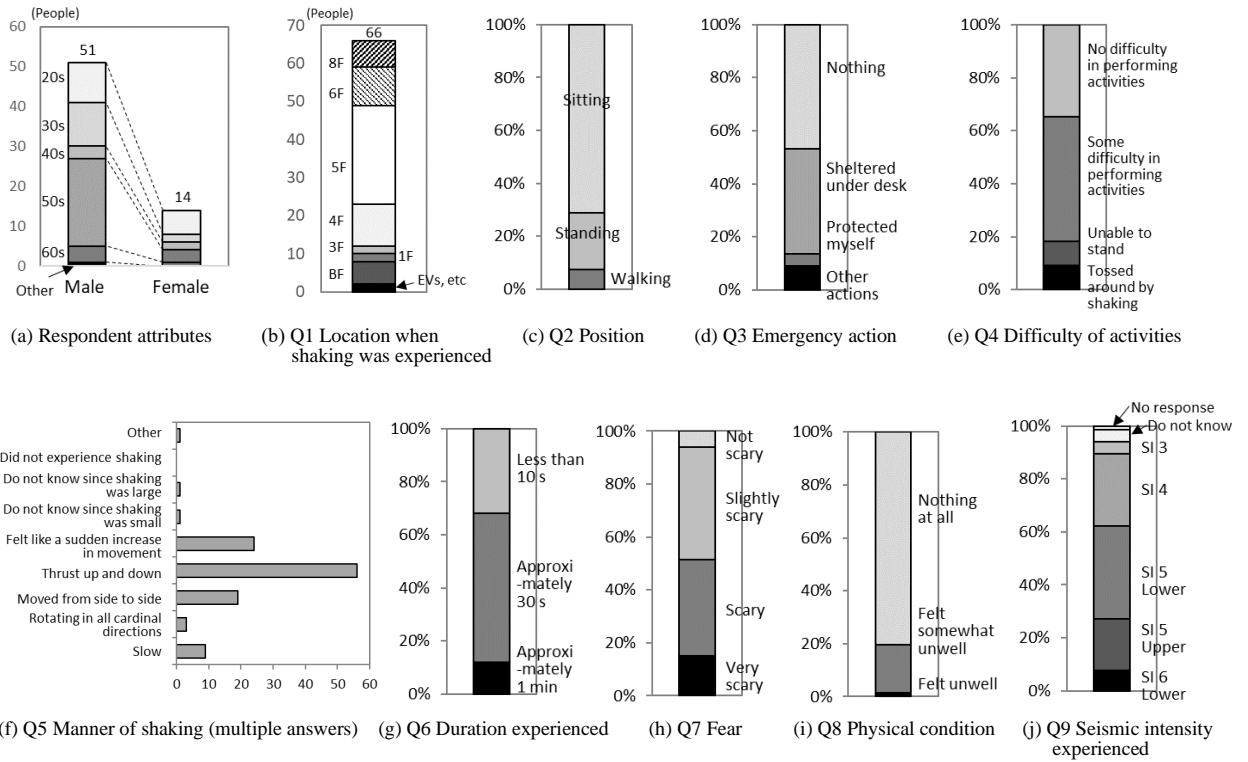 (People)
60
50
40
30
20
10
0
51
14
20s
30s
40s
50s
60s
Other
Male
Female
(a) Respondent attributes
(People)
70
60
50
40
30
20
10
0
66
8F
6F
5F
4F
3F
1F
BF
EVs, etc
(b) Q1 Location when
shaking was experienced
100%
80%
60%
40%
20%
0%
Sitting
Standing
Walking
(c) Q2 Position
100%
80%
60%
40%
20%
0%
Nothing
Sheltered
under desk
Protected
myself
Other
actions
(d) Q3 Emergency action
100%
80%
60%
40%
20%
0%
No difficulty
in performing
activities
Some
difficulty in
performing
activities
Unable to
stand
Tossed
around by
shaking
(e) Q4 Difficulty of activities
Other
Did not experience shaking
Do not know since shaking
was large
Do not know since shaking
was small
Felt like a sudden increase
in movement
Thrust up and down
Moved from side to side
Rotating in all cardinal
directions
Slow
0 10 20 30 40 50 60
(f) Q5 Manner of shaking (multiple answers)
100%
80%
60%
40%
20%
0%
Less than
10 s
Approxi
-mately
30 s
Approxi
-mately
1 min
(g) Q6 Duration experienced
100%
80%
60%
40%
20%
0%
Not
scary
Slightly
scary
Scary
Very
scary
(h) Q7 Fear
100%
80%
60%
40%
20%
0%
Nothing
at all
Felt
somewhat
unwell
Felt unwell
(i) Q8 Physical condition
No response
Do not know
100%
80%
60%
40%
20%
0%
SI 3
SI 4
SI 5
Lower
SI 5
Upper
SI 6
Lower
(j) Q9 Seismic intensity
experienced